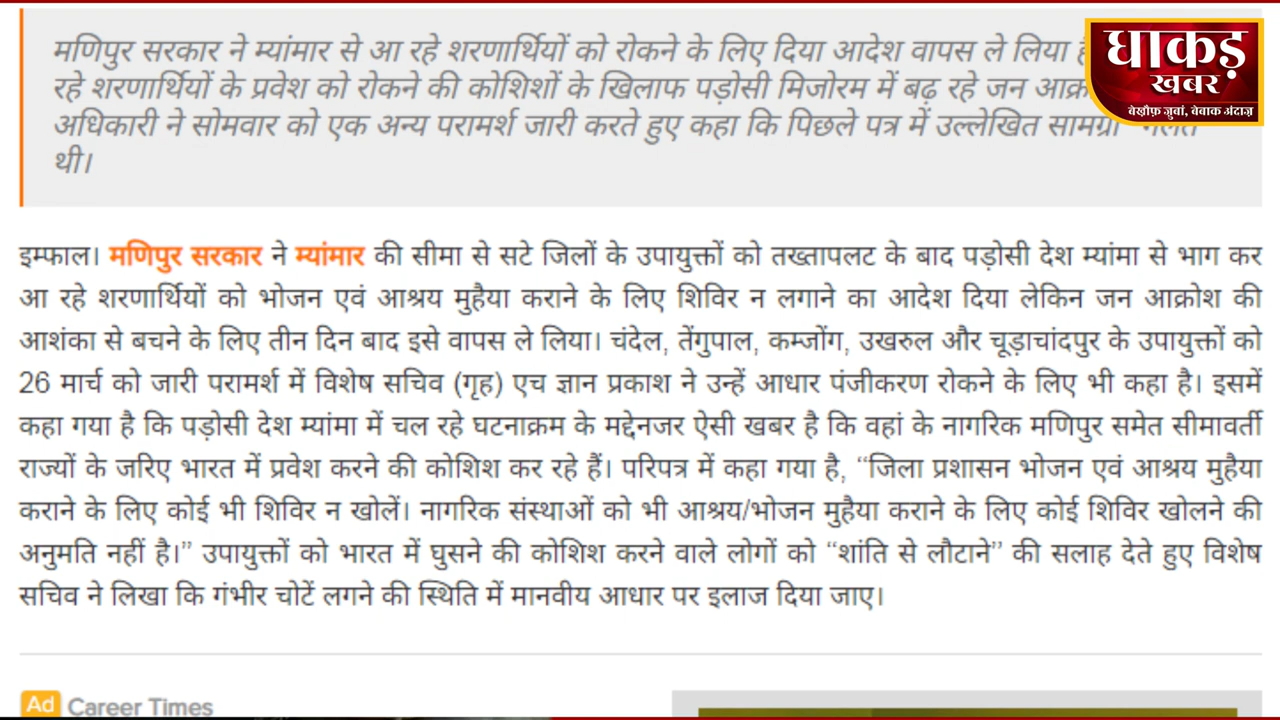 मणिपुर सरकार ने म्यांमार से आ रहे शरणार्थियों को रोकने के लिए दिया आदेश वापस ले लिया
रहे शरणार्थियों के प्रवेश को रोकने की कोशिशों के खिलाफ पड़ोसी मिजोरम में बढ़ रहे जन
अधिकारी ने सोमवार को एक अन्य परामर्श जारी करते हुए कहा कि पिछले पत्र में उल्लेखित
थी।
धाकड़
खबर
बेख़ौफ़ जुबां, बेबाक अंदाज़
इम्फाल। मणिपुर सरकार ने म्यांमार की सीमा से सटे जिलों के उपायुक्तों को तख्तापलट के बाद पड़ोसी देश म्यांमा से भाग कर
आ रहे शरणार्थियों को भोजन एवं आश्रय मुहैया कराने के लिए शिविर न लगाने का आदेश दिया लेकिन जन आक्रोश की
आशंका से बचने के लिए तीन दिन बाद इसे वापस ले लिया। चंदेल, तेंगुपाल, कम्जोंग, उखरुल और चूड़ाचांदपुर के उपायुक्तों को
26 मार्च को जारी परामर्श में विशेष सचिव (गृह) एच ज्ञान प्रकाश ने उन्हें आधार पंजीकरण रोकने के लिए भी कहा है। इसमें
कहा गया है कि पड़ोसी देश म्यांमा में चल रहे घटनाक्रम के मद्देनजर ऐसी खबर है कि वहां के नागरिक मणिपुर समेत सीमावर्ती
राज्यों के जरिए भारत में प्रवेश करने की कोशिश कर रहे हैं। परिपत्र में कहा गया है, ‘‘जिला प्रशासन भोजन एवं आश्रय मुहैया
कराने के लिए कोई भी शिविर न खोलें। नागरिक संस्थाओं को भी आश्रय/भोजन मुहैया कराने के लिए कोई शिविर खोलने की
अनुमति नहीं है।’’ उपायुक्तों को भारत में घुसने की कोशिश करने वाले लोगों को ‘‘शांति से लौटाने’’ की सलाह देते हुए विशेष
सचिव ने लिखा कि गंभीर चोटें लगने की स्थिति में मानवीय आधार पर इलाज दिया जाए।
Ad Career Times